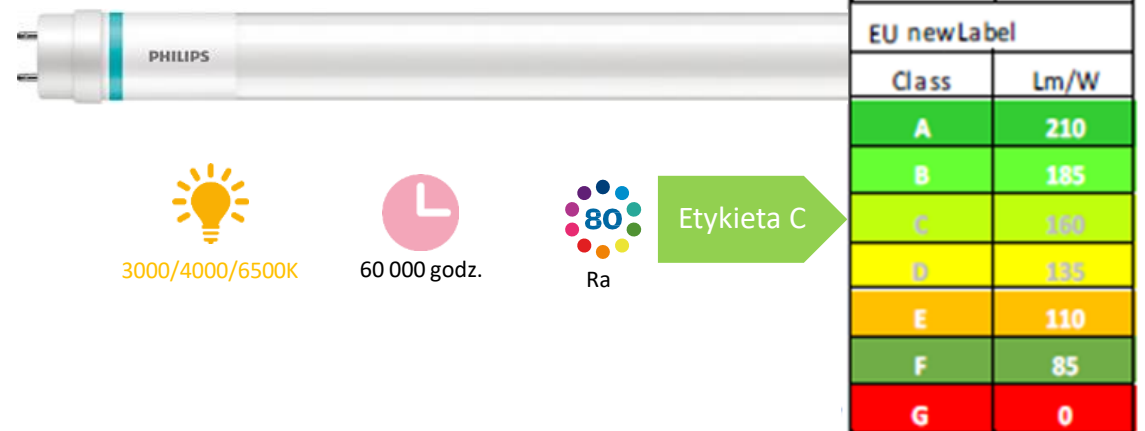 PHILIPS
EU newLabel
Class Lm/W
A 210
B 185
C 160
D 135
E 110
F 85
G 0
3000/4000/6500K
60 000 godz.
80
Ra
Etykieta C